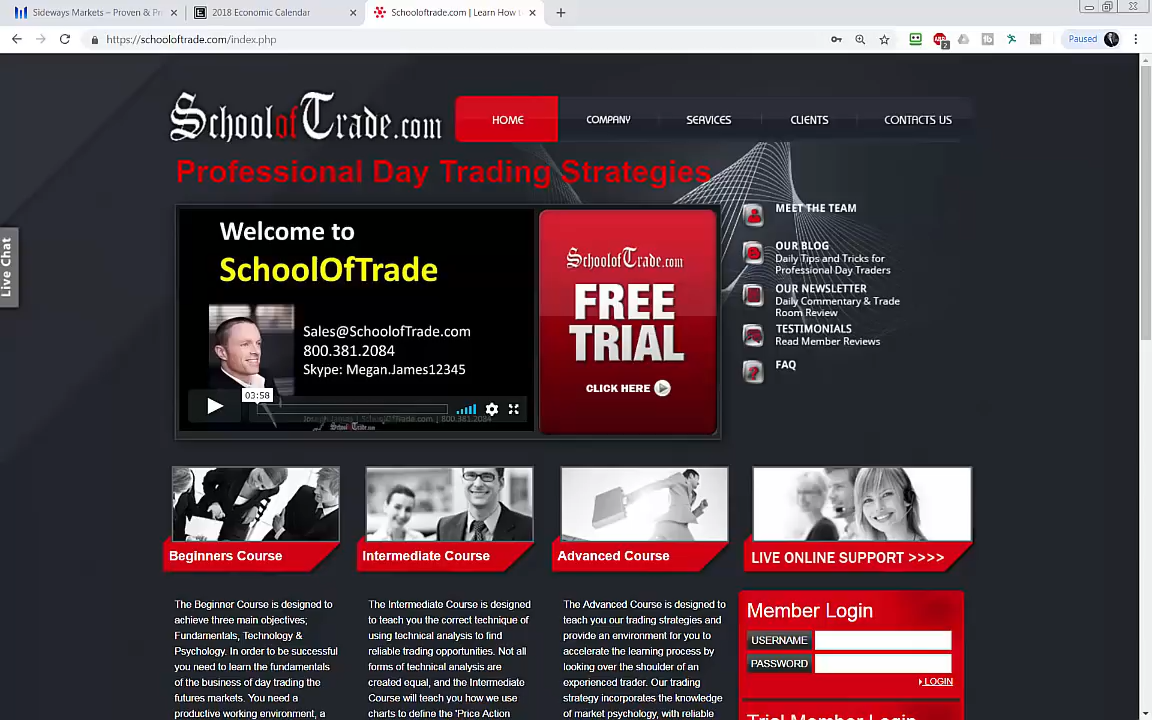 Sideways Markets – Proven & Pr
2018 Economic Calendar
Schooloftrade.com | Learn How
https://schooloftrade.com/index.php
2
Paused
SchoolofTrade.com
HOME
COMPANY
SERVICES
CLIENTS
CONTACTS US
Professional Day Trading Strategies
Live Chat
Welcome to
SchoolOfTrade
Sales@SchoolofTrade.com
800.381.2084
Skype: Megan.James12345
03:58
SchoolofTrade.com
FREE
TRIAL
CLICK HERE
MEET THE TEAM
OUR BLOG
Daily Tips and Tricks for
Professional Day Traders
OUR NEWSLETTER
Daily Commentary & Trade
Room Review
TESTIMONIALS
Read Member Reviews
FAQ
Beginners Course
Intermediate Course
Advanced Course
LIVE ONLINE SUPPORT >>>>
The Beginner Course is designed to
achieve three main objectives;
Fundamentals, Technology &
Psychology. In order to be successful
you need to learn the fundamentals
of the business of day trading the
futures markets. You need a
productive working environment, a
The Intermediate Course is designed
to teach you the correct technique of
using technical analysis to find
reliable trading opportunities. Not all
forms of technical analysis are
created equal, and the Intermediate
Course will teach you how we use
charts to define the 'Price Action
The Advanced Course is designed to
teach you our trading strategies and
provide an environment for you to
accelerate the learning process by
looking over the shoulder of an
experienced trader. Our trading
strategy incorporates the knowledge
of market psychology, with reliable
Member Login
USERNAME
PASSWORD
LOGIN
Trial Member Login